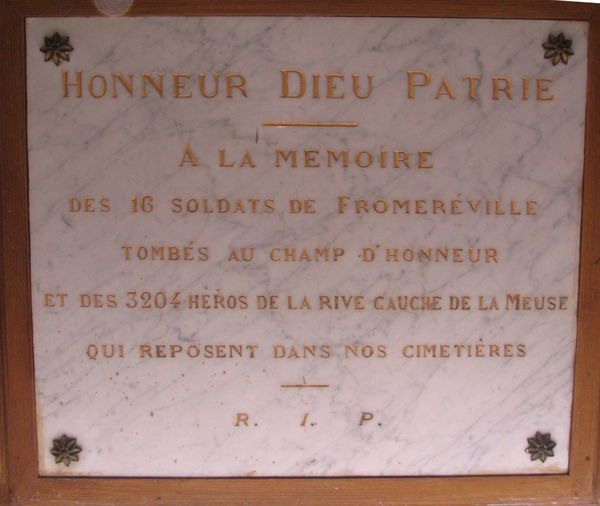 HONNEUR DIEU PATRIE
A LA MEMOIRE
DES 16 SOLDATS DE FROMERÉVILLE
TOMBÉS AU CHAMP D'HONNEUR
ET DES 3204 HÉROS DE LA RIVE GAUCHE DE LA MEUSE
QUI REPOSENT DANS NOS CIMETIÈRES
R. I. P.